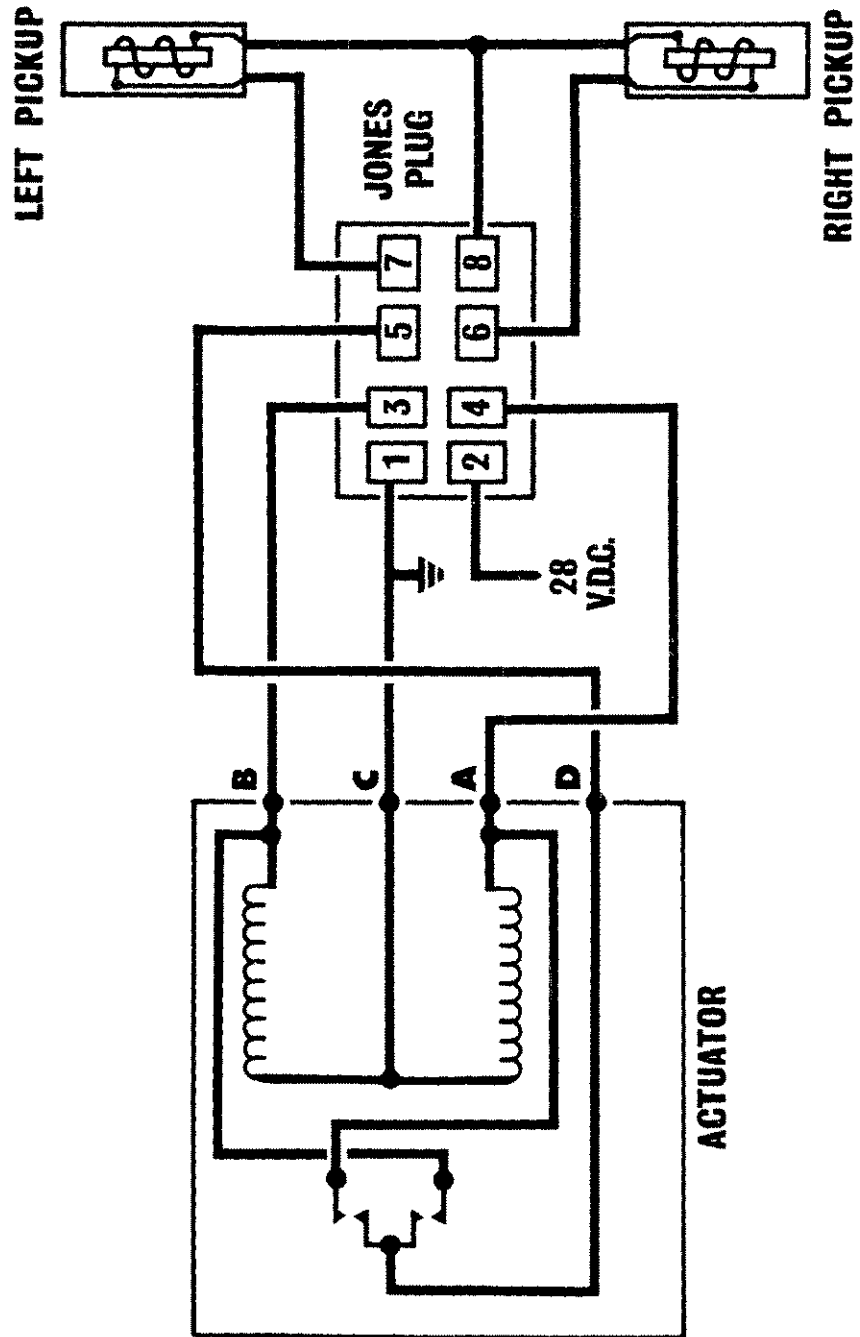 LEFT PICKUP
RIGHT PICKUP
JONES
PLUG
7
8
5
6
3
4
1
2
28
V.D.C.
B
C
A
D
ACTUATOR